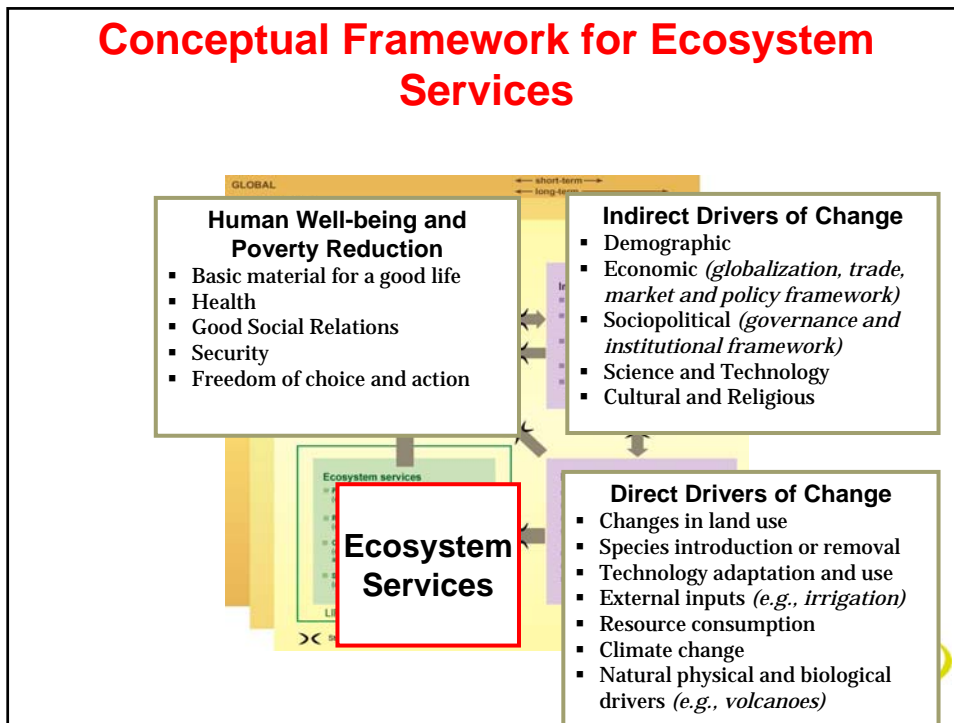 Conceptual Framework for Ecosystem
Services
GLOBAL
short-term
long-term
Human Well-being and
Poverty Reduction
▪ Basic material for a good life
▪ Health
▪ Good Social Relations
▪ Security
▪ Freedom of choice and action
Indirect Drivers of Change
▪ Demographic
▪ Economic (globalization, trade,
market and policy framework)
▪ Sociopolitical (governance and
institutional framework)
▪ Science and Technology
▪ Cultural and Religious
Ecosystem services
Ecosystem
Services
Direct Drivers of Change
▪ Changes in land use
▪ Species introduction or removal
▪ Technology adaptation and use
▪ External inputs (e.g., irrigation)
▪ Resource consumption
▪ Climate change
▪ Natural physical and biological
drivers (e.g., volcanoes)